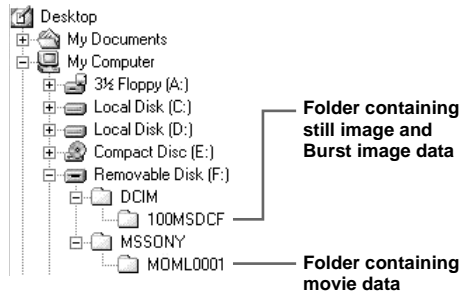 Desktop
My Documents
My Computer
3½ Floppy (A:)
Local Disk (C:)
Local Disk (D:)
Compact Disc (E:)
Removable Disk (F:)
DCIM
100MSDCF
MSSONY
MOML0001
Folder containing
still image and
Burst image data
Folder containing
movie data